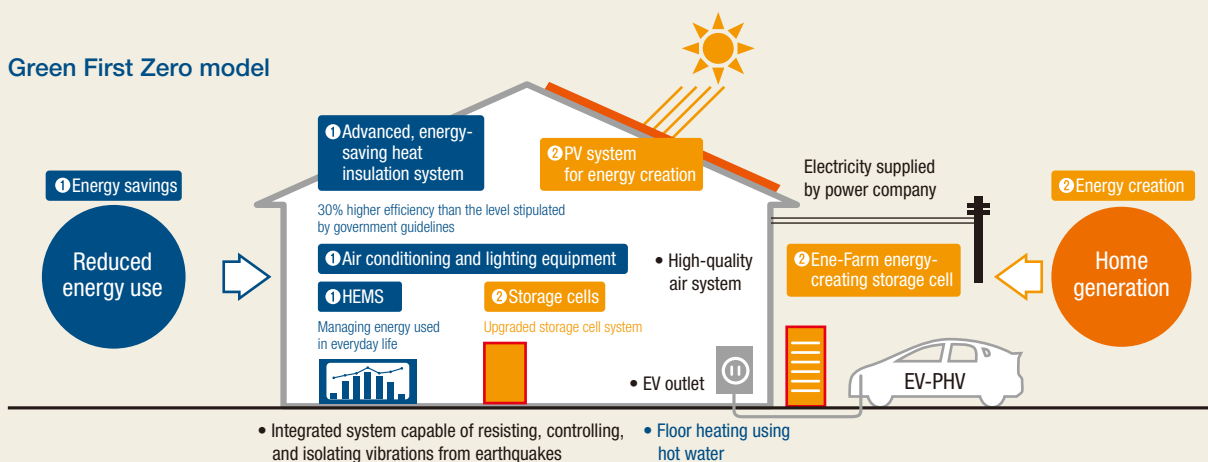 Green First Zero model
❶Energy savings
Reduced
energy use
❶Advanced, energy-
saving heat
insulation system
30% higher efficiency than the level stipulated
by government guidelines
❷PV system
for energy creation
❶Air conditioning and lighting equipment
❶HEMS
Managing energy used
in everyday life
❷Storage cells
Upgraded storage cell system
• High-quality
air system
• EV outlet
Electricity supplied
by power company
❷Ene-Farm energy-
creating storage cell
EV-PHV
❷Energy creation
Home
generation
• Integrated system capable of resisting, controlling,
and isolating vibrations from earthquakes
• Floor heating using
hot water